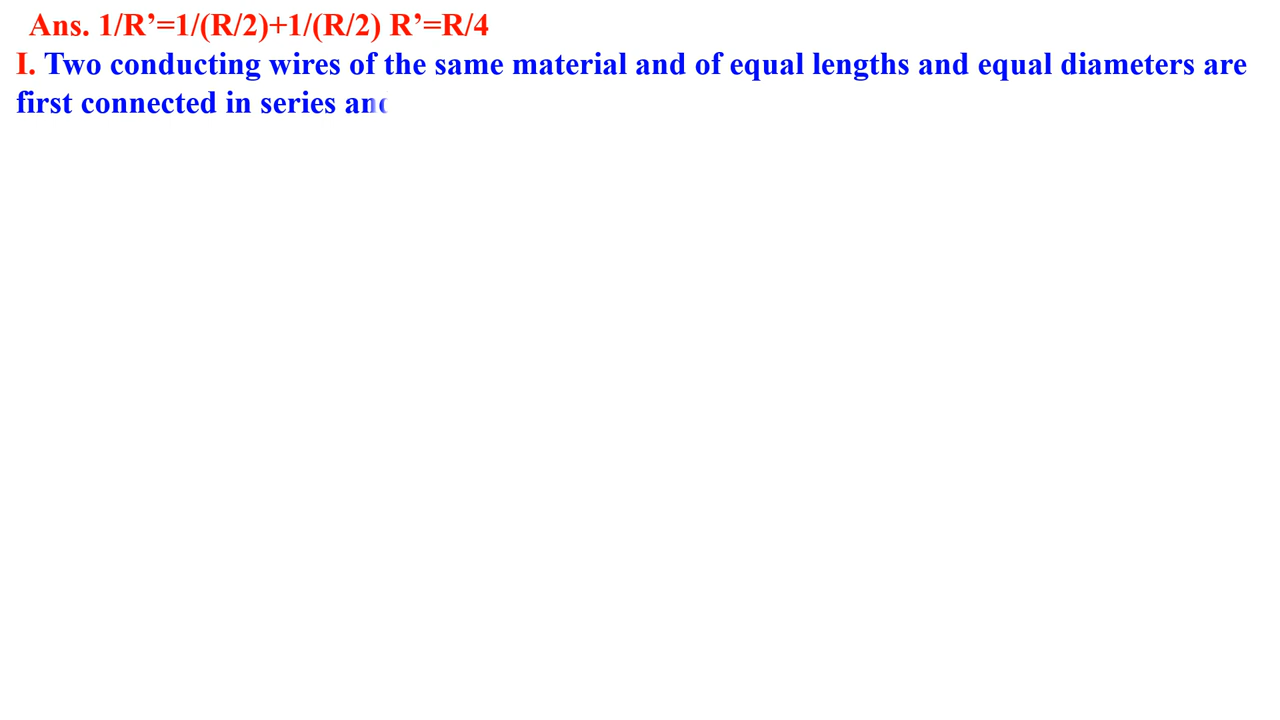 Ans. 1/R’=1/(R/2)+1/(R/2) R’=R/4
I. Two conducting wires of the same material and of equal lengths and equal diameters are
first connected in series and